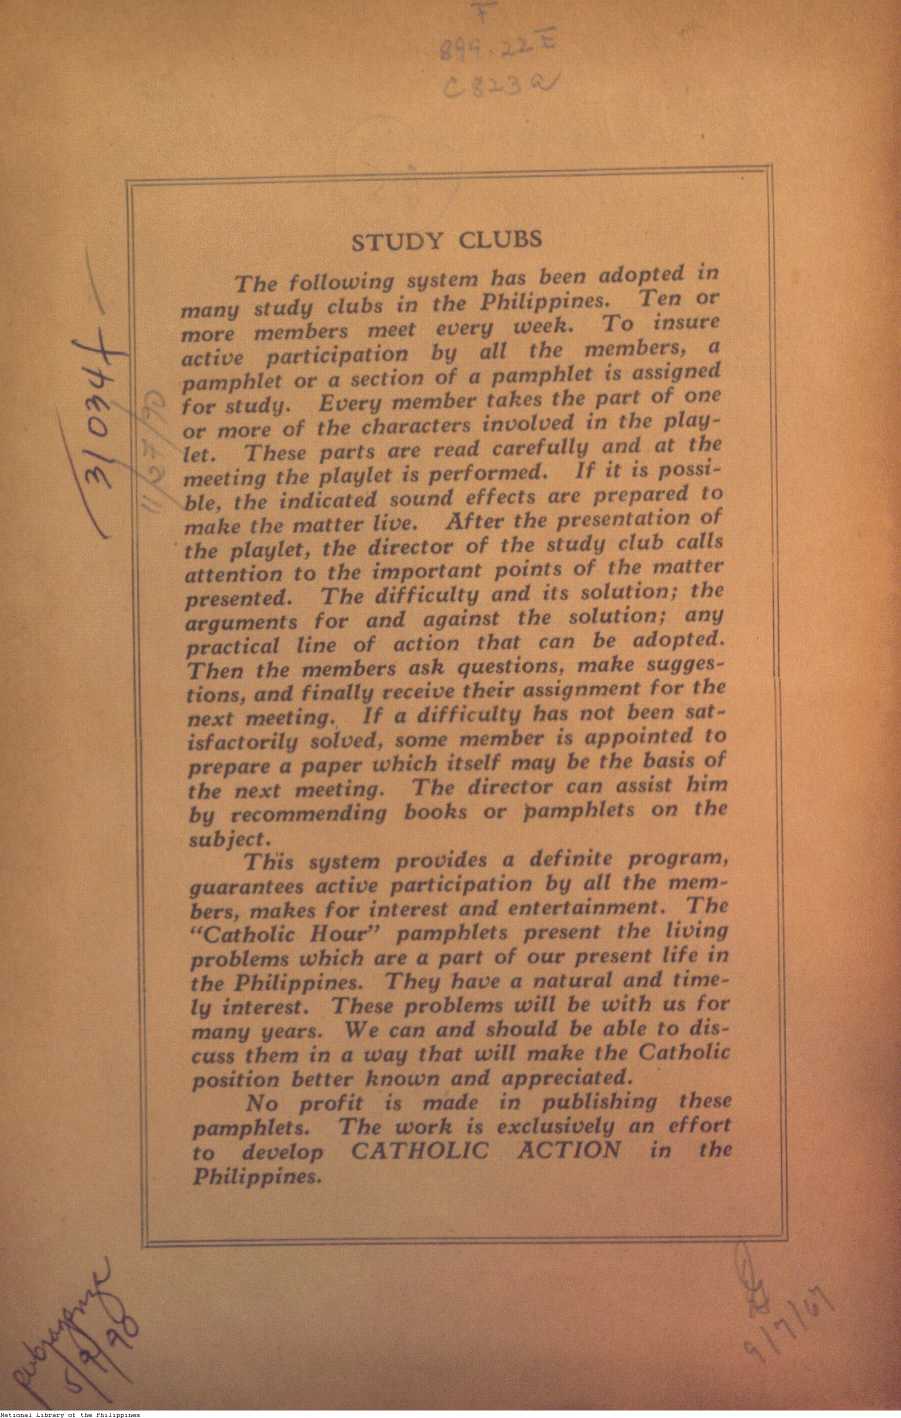 F
899.22E
C823a
STUDY CLUBS
The following system has been adopted in
many study clubs in the Philippines. Ten or
more members meet every week. To insure
active participation by all the members, a
pamphlet or a section of a pamphlet is assigned
for study. Every member takes the part of one
or more of the characters involved in the play-
let. These parts are read carefully and at the
meeting the playlet is performed. If it is possi-
ble, the indicated sound effects are prepared to
make the matter live. After the presentation of
the playlet, the director of the study club calls
attention to the important points of the matter
presented. The difficulty and its solution; the
arguments for and against the solution; any
practical line of action that can be adopted.
Then the members ask questions, make sugges-
tions, and finally receive their assignment for the
next meeting. If a difficulty has not been sat-
isfactorily solved, some member is appointed to
prepare a paper which itself may be the basis of
the next meeting. The director can assist him
by recommending books or pamphlets on the
subject.
This system provides a definite program,
guarantees active participation by all the mem-
bers, makes for interest and entertainment. The
"Catholic Hour" pamphlets present the living
problems which are a part of our present life in
the Philippines. They have a natural and time-
ly interest. These problems will be with us for
many years. We can and should be able to dis-
cuss them in a way that will make the Catholic
position better known and appreciated.
No profit is made in publishing these
pamphlets. The work is exclusively an effort
to develop CATHOLIC ACTION in the
Philippines.
5/9/90
9/7/67
National Library of the Philippines